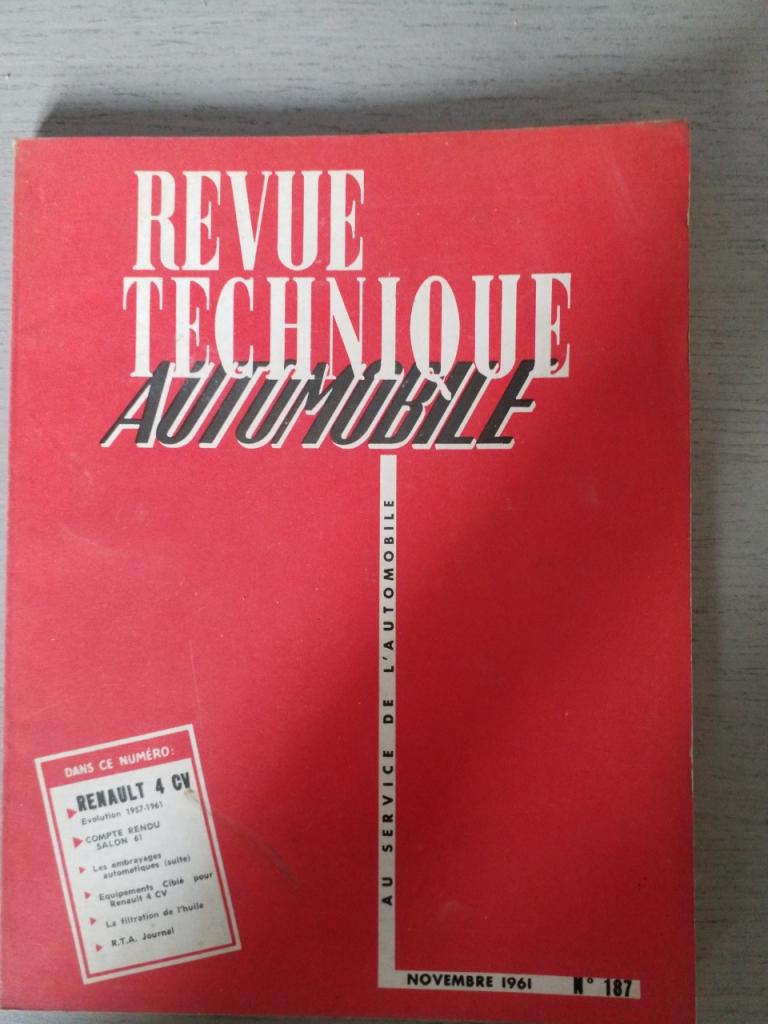 REVUE
TECHNIQUE
AUTOMOBILE
AU SERVICE DE L'AUTOMOBILE
DANS CE NUMÉRO:
RENAULT 4 CV
Evolution 1957-1961
COMPTE RENDU
SALON 61
Les embrayages
automatiques (suite)
Equipements Cibié pour
Renault 4 CV
La filtration de l'huile
R.T.A. Journal
NOVEMBRE 1961 N° 187